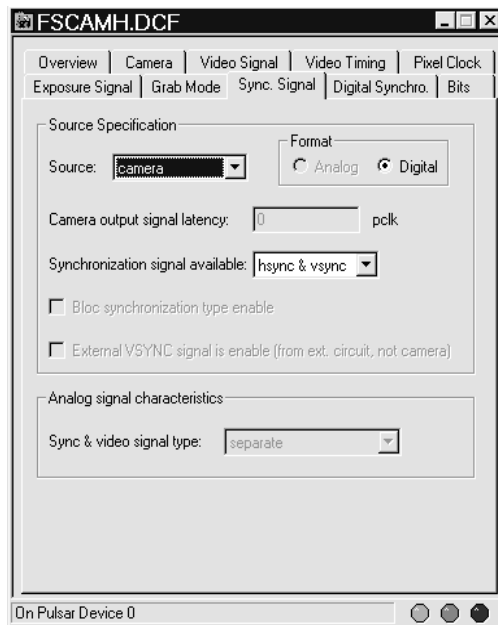 FSCAMH.DCF
Overview Camera Video Signal Video Timing Pixel Clock
Exposure Signal Grab Mode Sync. Signal Digital Synchro. Bits
Source Specification
Format
Source: camera Analog Digital
Camera output signal latency: 0 pclk
Synchronization signal available: hsync & vsync
Bloc synchronization type enable
External VSYNC signal is enable (from ext. circuit, not camera)
Analog signal characteristics
Sync & video signal type: separate
On Pulsar Device 0